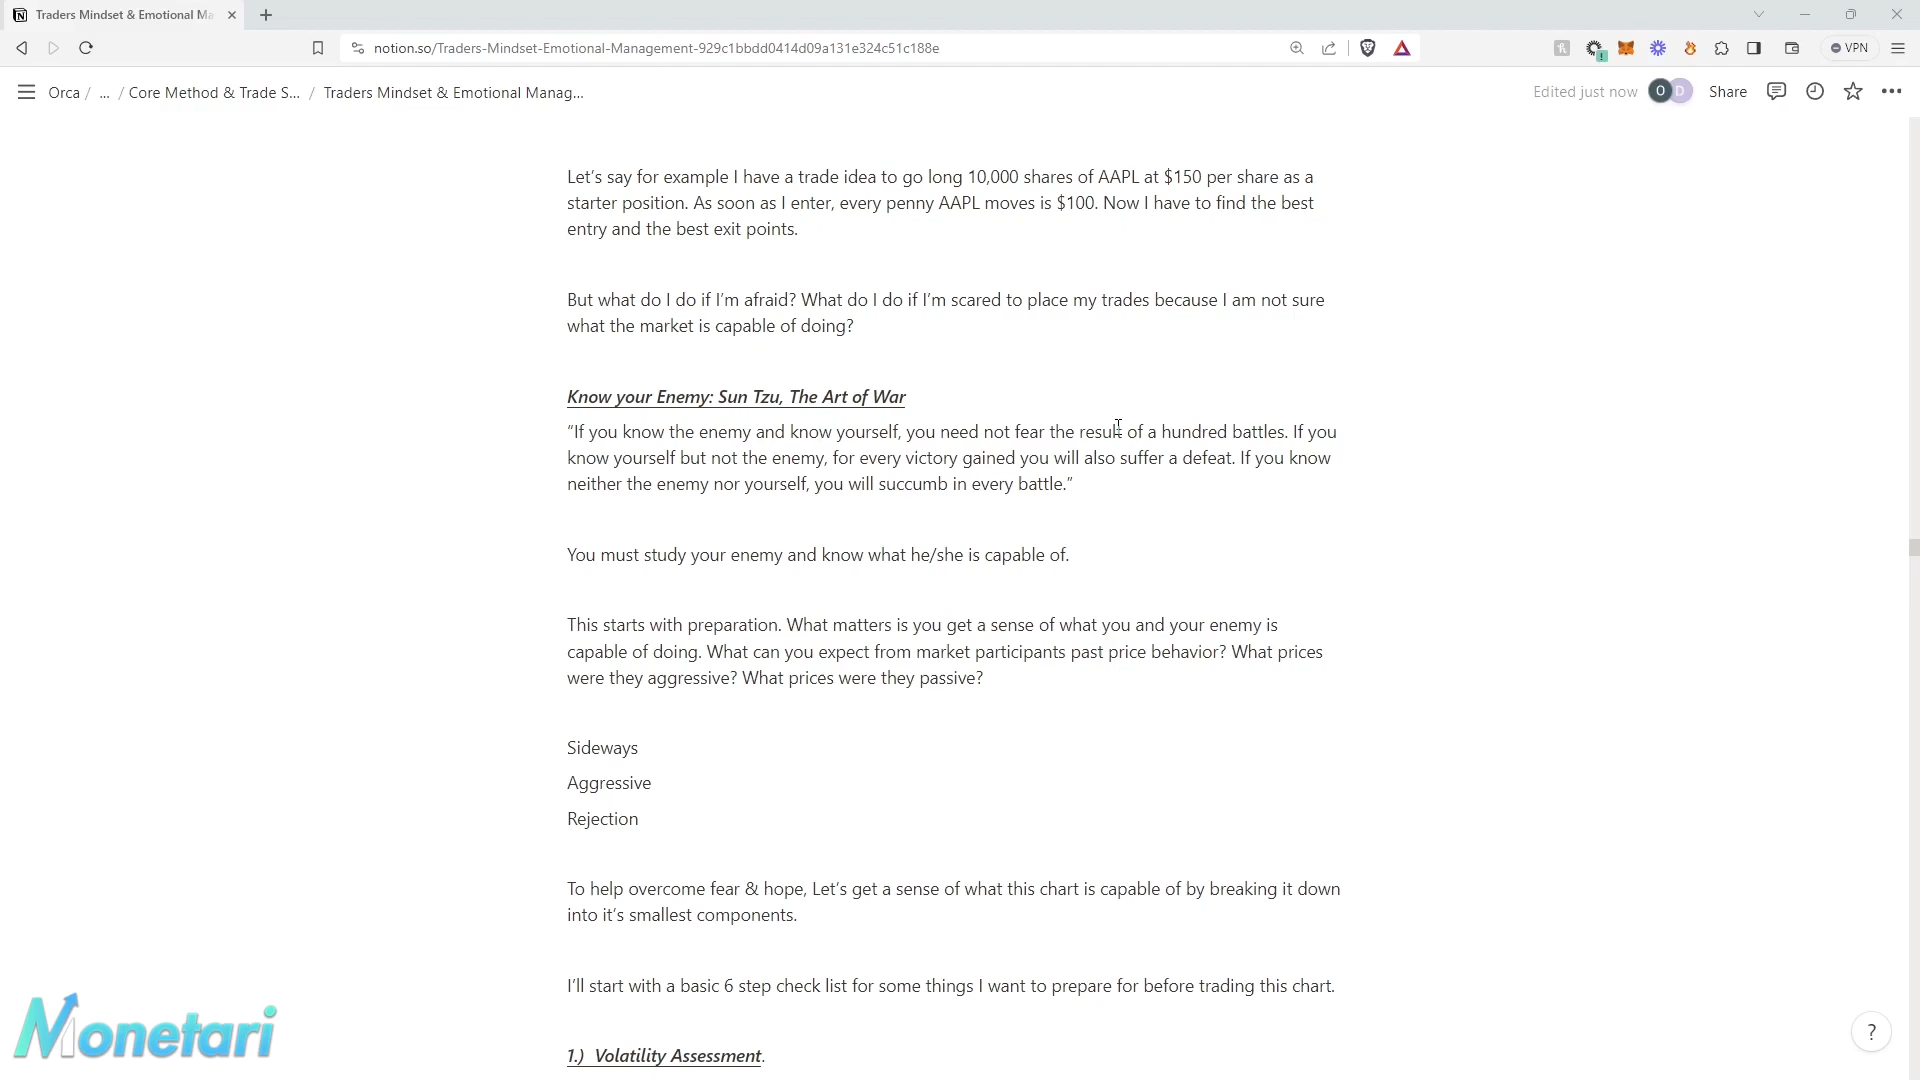 Traders Mindset & Emotional Ma
notion.so/Traders-Mindset-Emotional-Management-929c1bbdd0414d09a131e324c51c188e
VPN
Orca / ... / Core Method & Trade S... / Traders Mindset & Emotional Manag...
Edited just now O D Share
Let’s say for example I have a trade idea to go long 10,000 shares of AAPL at $150 per share as a
starter position. As soon as I enter, every penny AAPL moves is $100. Now I have to find the best
entry and the best exit points.
But what do I do if I’m afraid? What do I do if I’m scared to place my trades because I am not sure
what the market is capable of doing?
Know your Enemy: Sun Tzu, The Art of War
“If you know the enemy and know yourself, you need not fear the result of a hundred battles. If you
know yourself but not the enemy, for every victory gained you will also suffer a defeat. If you know
neither the enemy nor yourself, you will succumb in every battle.”
You must study your enemy and know what he/she is capable of.
This starts with preparation. What matters is you get a sense of what you and your enemy is
capable of doing. What can you expect from market participants past price behavior? What prices
were they aggressive? What prices were they passive?
Sideways
Aggressive
Rejection
To help overcome fear & hope, Let’s get a sense of what this chart is capable of by breaking it down
into it’s smallest components.
I’ll start with a basic 6 step check list for some things I want to prepare for before trading this chart.
1.) Volatility Assessment.
Monetari
?